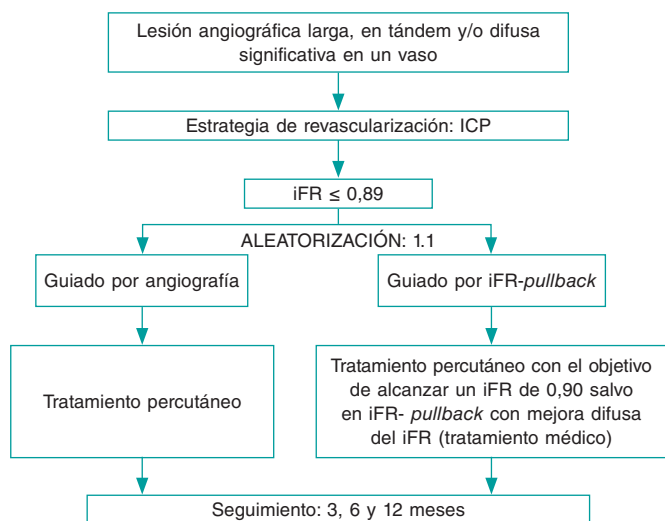 Lesión angiográfica larga, en tándem y/o difusa
significativa en un vaso
Estrategia de revascularización: ICP
iFR ≤ 0,89
ALEATORIZACIÓN: 1.1
Guiado por angiografía
Guiado por iFR-pullback
Tratamiento percutáneo
Tratamiento percutáneo con el objetivo
de alcanzar un iFR de 0,90 salvo
en iFR- pullback con mejora difusa
del iFR (tratamiento médico)
Seguimiento: 3, 6 y 12 meses